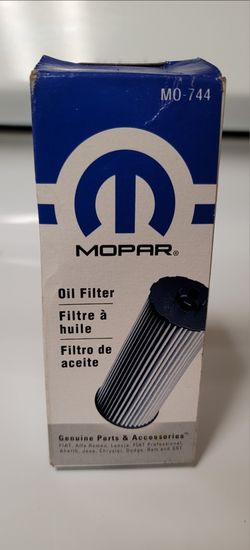 MO-744
MOPAR®
Oil Filter
Filtre à
huile
Filtro de
aceite
Genuine Parts & Accessories™
FIAT, Alfa Romeo, Lancia, FIAT Professional,
Abarth, Jeep, Chrysler, Dodge, Ram and SRT